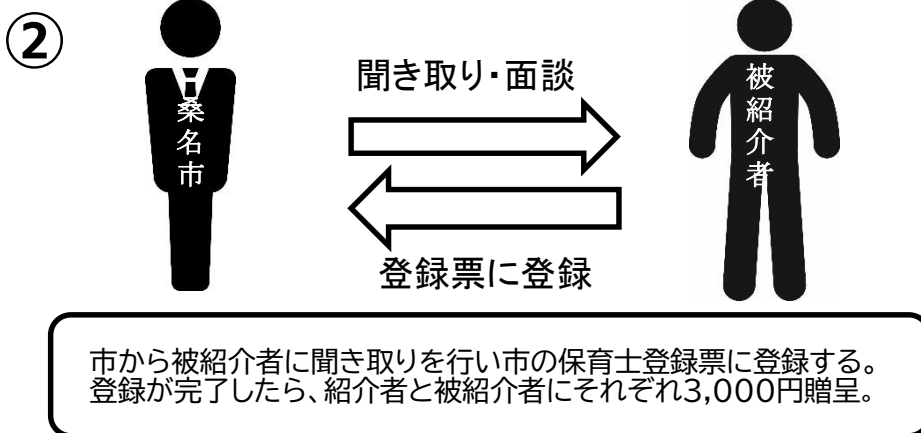 ②
桑名市
聞き取り・面談
被紹介者
登録票に登録
市から被紹介者に聞き取りを行い市の保育士登録票に登録する。
登録が完了したら、紹介者と被紹介者にそれぞれ3,000円贈呈。